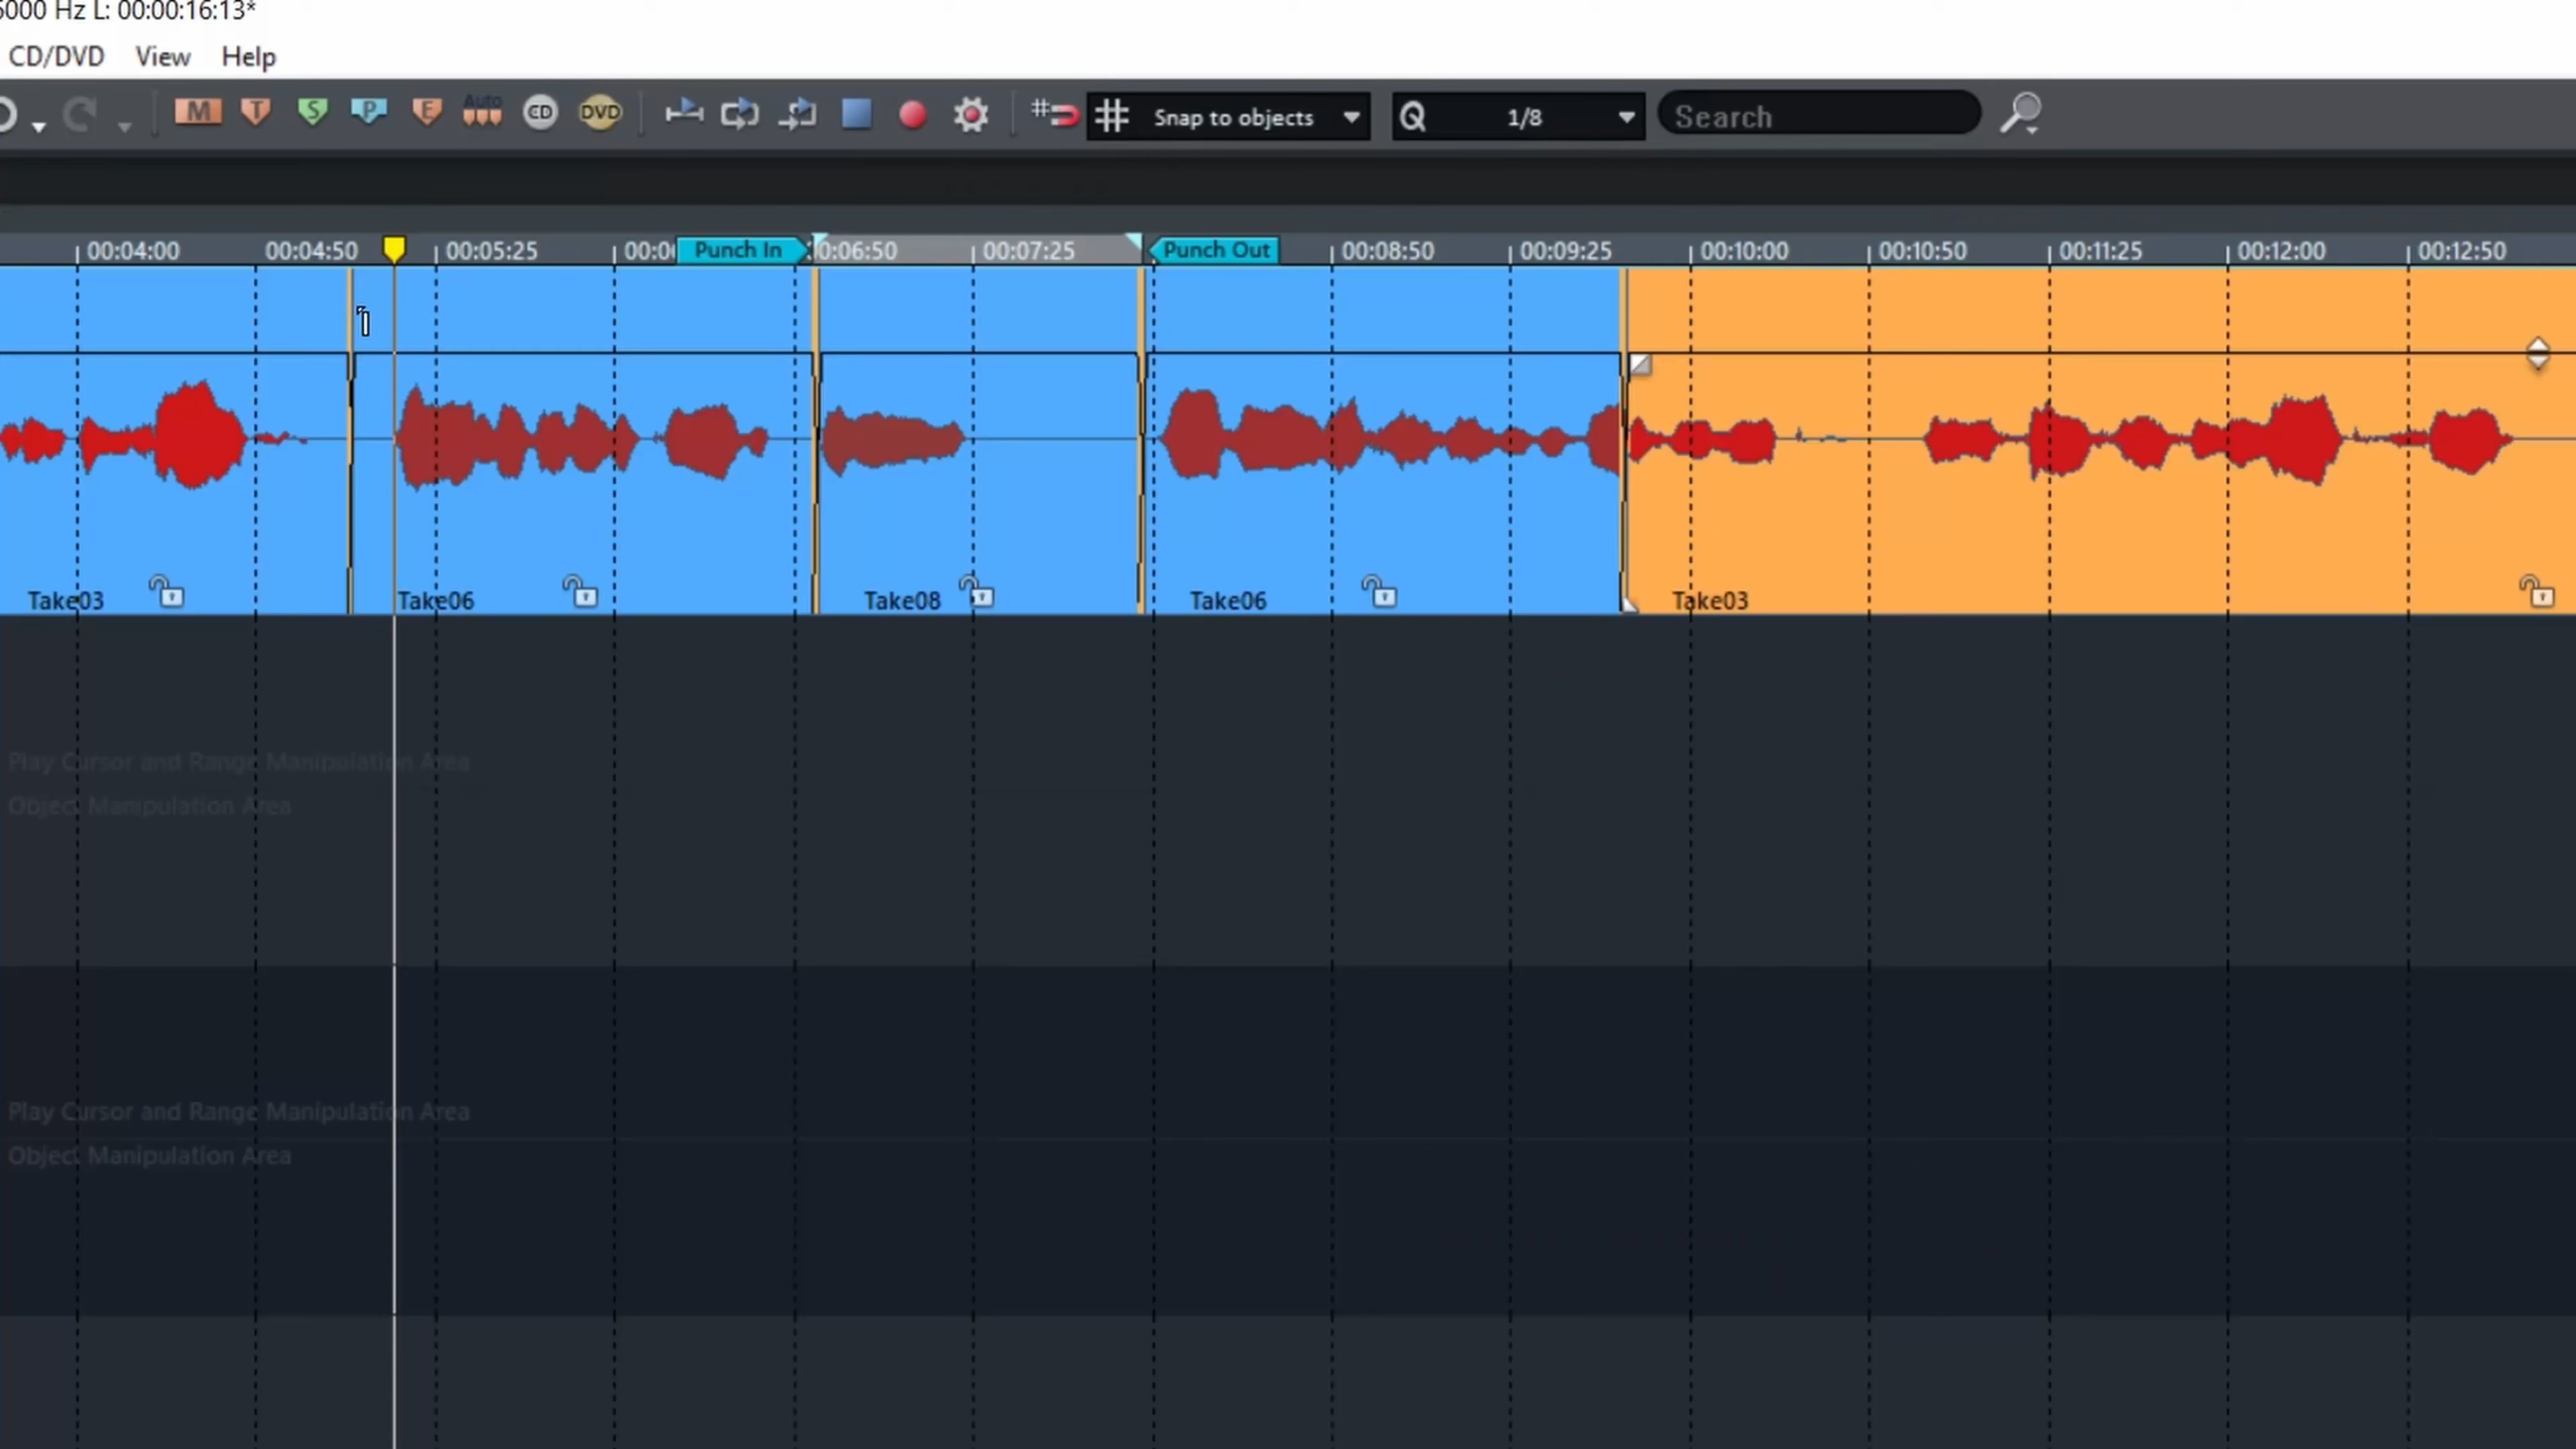 5000 Hz L: 00:00:16:13*
CD/DVD View Help
M T S P E Auto CD DVD Snap to objects Q 1/8 Search
00:04:00 00:04:50 00:05:25 Punch In :06:50 00:07:25 Punch Out 00:08:50 00:09:25 00:10:00 00:10:50 00:11:25 00:12:00 00:12:50
Take03 Take06 Take08 Take06 Take03
Play Cursor and Range Manipulation Area
Object Manipulation Area
Play Cursor and Range Manipulation Area
Object Manipulation Area